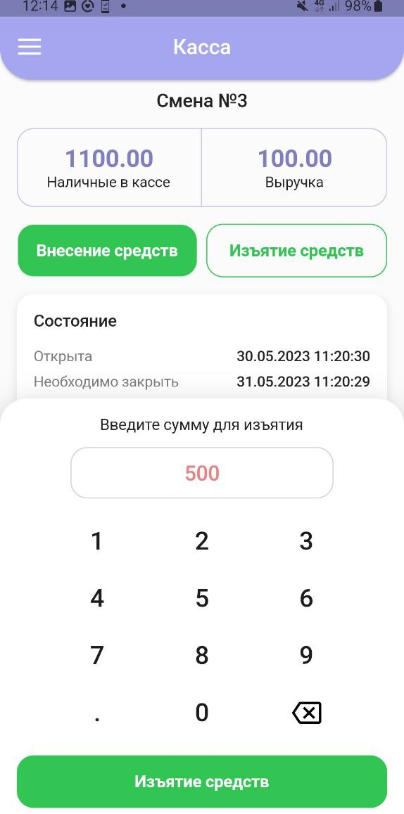 12:14 4G 98%
Касса
Смена №3
1100.00 100.00
Наличные в кассе Выручка
Внесение средств Изъятие средств
Состояние
Открыта 30.05.2023 11:20:30
Необходимо закрыть 31.05.2023 11:20:29
Введите сумму для изъятия
500
1 2 3
4 5 6
7 8 9
. 0
Изъятие средств